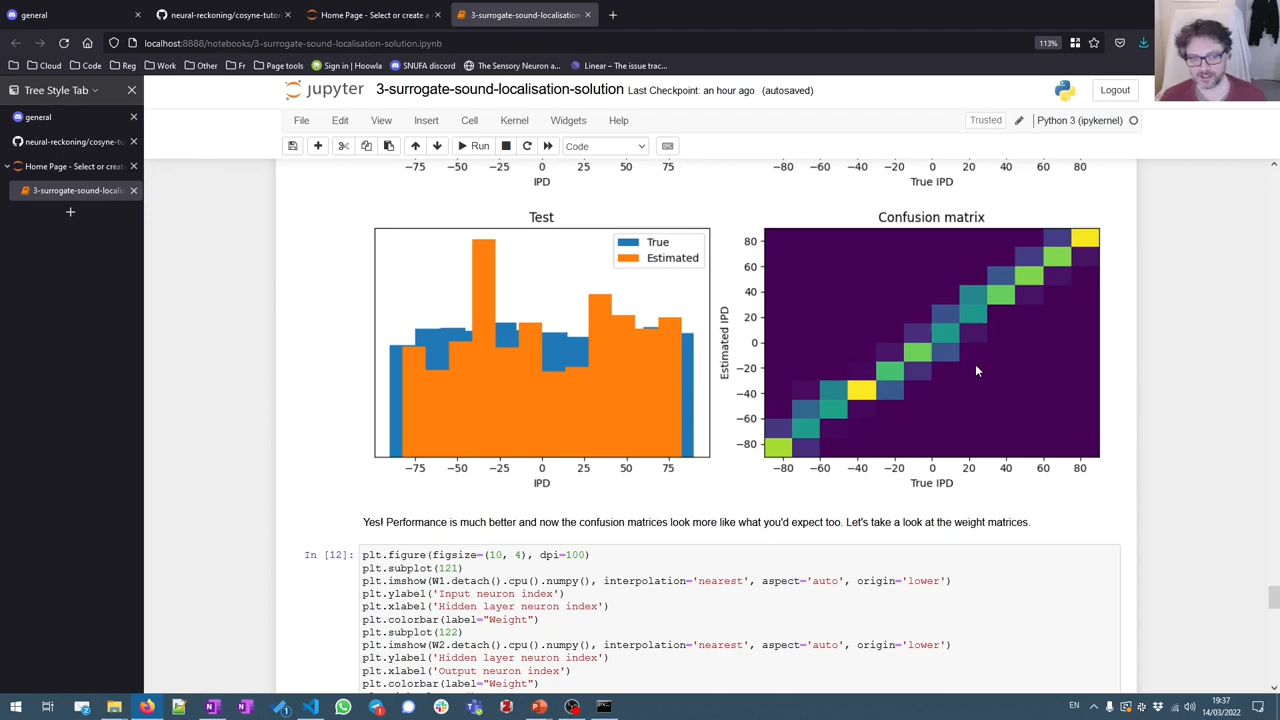 general
neural-reckoning/cosyne-tutor
Home Page - Select or create a
3-surrogate-sound-localisation
localhost:8888/notebooks/3-surrogate-sound-localisation-solution.ipynb
113%
Cloud
Code
Reg
Work
Other
Fr
Page tools
Sign in | Hoowla
SNUFA discord
The Sensory Neuron a...
Linear – The issue trac...
Tree Style Tab
general
neural-reckoning/cosyne-tu
Home Page - Select or creat
3-surrogate-sound-locali
jupyter 3-surrogate-sound-localisation-solution Last Checkpoint: an hour ago (autosaved)
Logout
File Edit View Insert Cell Kernel Widgets Help
Trusted
Python 3 (ipykernel)
Run
Code
−75 −50 −25 0 25 50 75
IPD
−80 −60 −40 −20 0 20 40 60 80
True IPD
Test
True
Estimated
−75 −50 −25 0 25 50 75
IPD
Confusion matrix
Estimated IPD
80
60
40
20
0
−20
−40
−60
−80
−80 −60 −40 −20 0 20 40 60 80
True IPD
Yes! Performance is much better and now the confusion matrices look more like what you'd expect too. Let's take a look at the weight matrices.
In [12]:
plt.figure(figsize=(10, 4), dpi=100)
plt.subplot(121)
plt.imshow(W1.detach().cpu().numpy(), interpolation='nearest', aspect='auto', origin='lower')
plt.ylabel('Input neuron index')
plt.xlabel('Hidden layer neuron index')
plt.colorbar(label="Weight")
plt.subplot(122)
plt.imshow(W2.detach().cpu().numpy(), interpolation='nearest', aspect='auto', origin='lower')
plt.ylabel('Hidden layer neuron index')
plt.xlabel('Output neuron index')
plt.colorbar(label="Weight")
ENG
19:37
14/03/2022